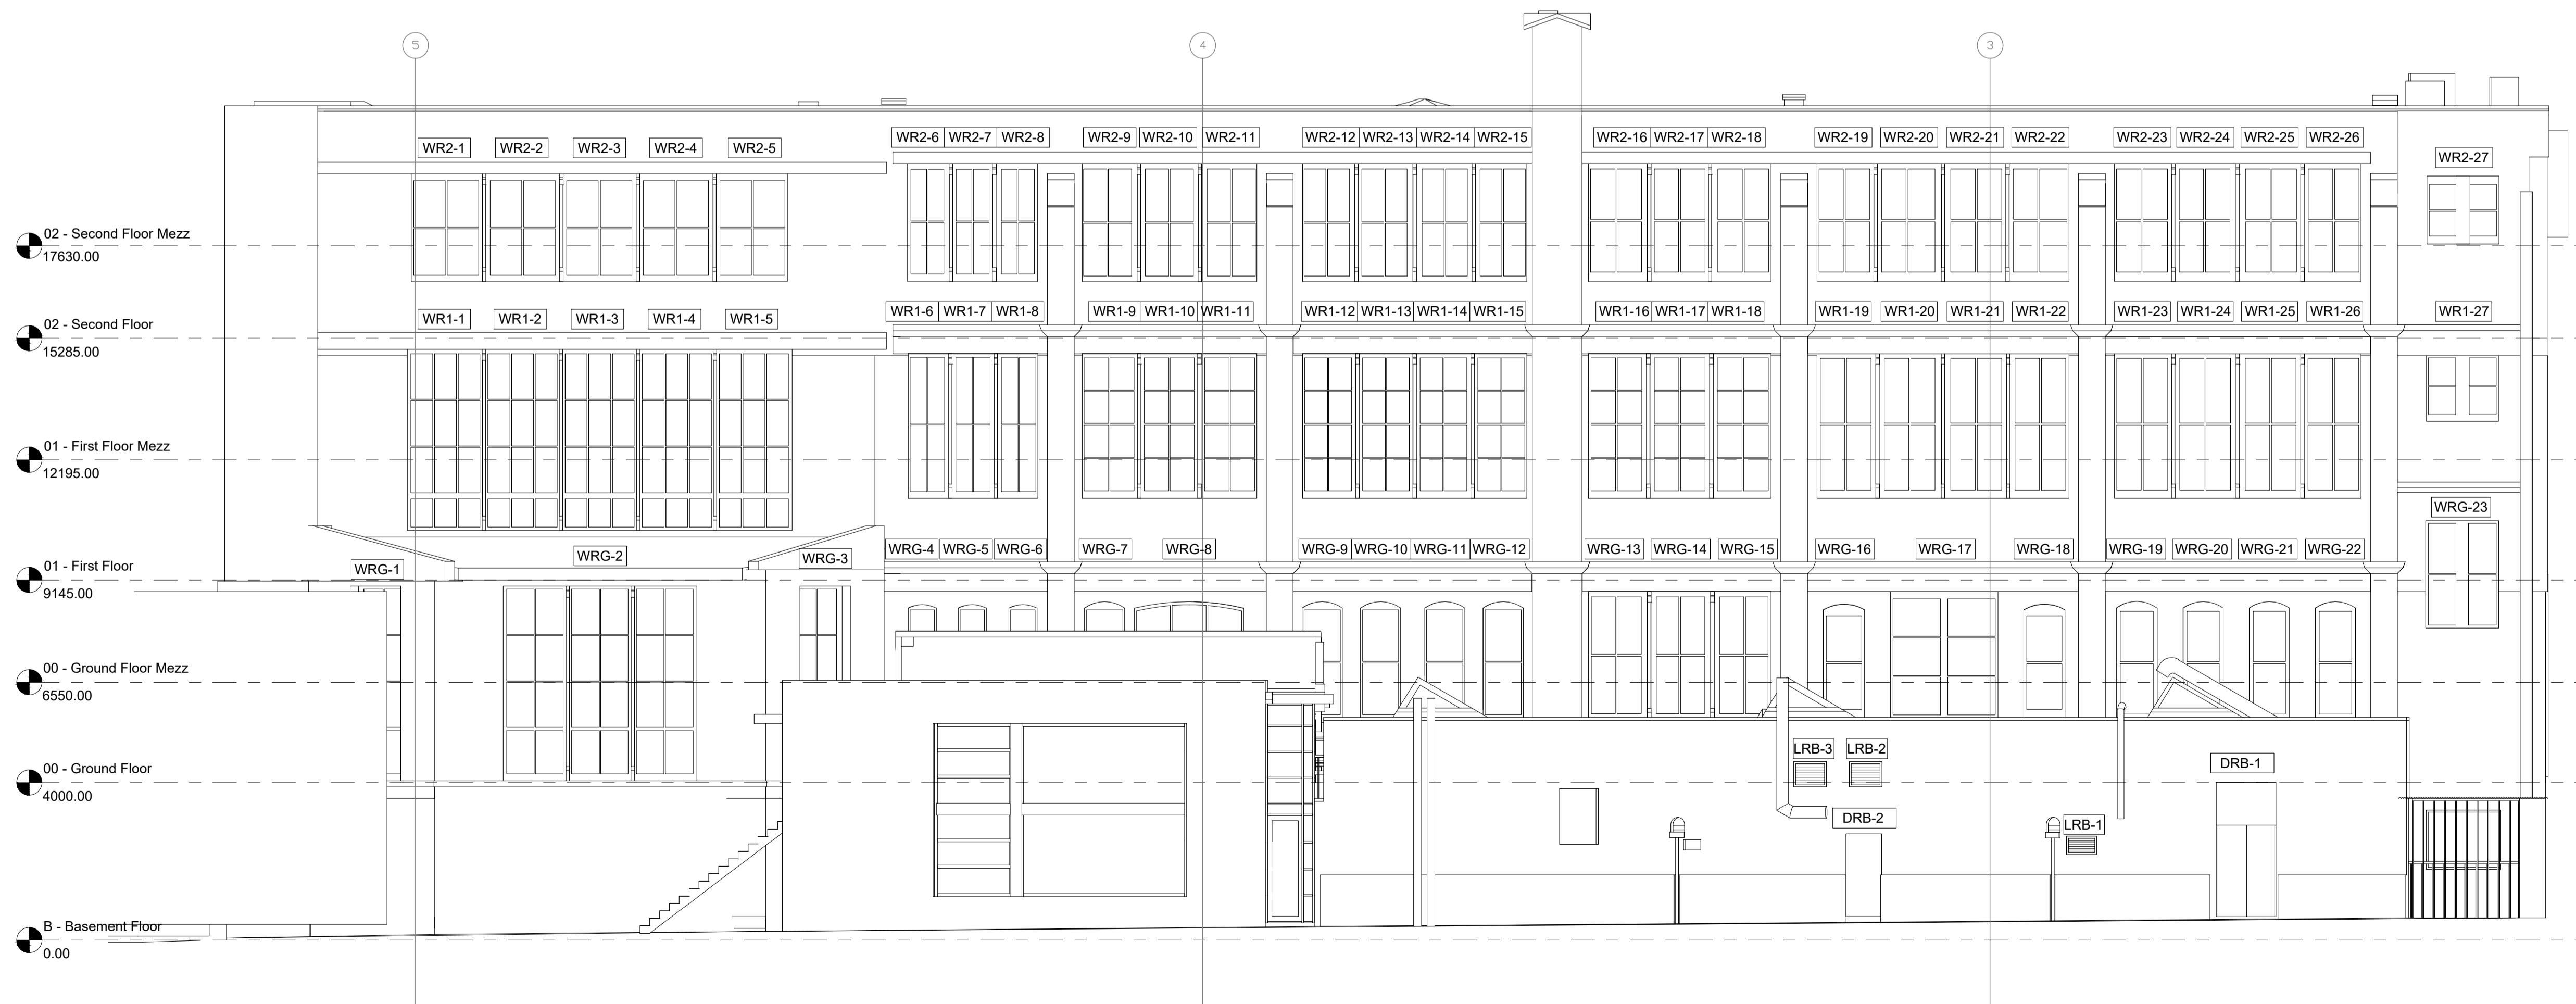 5 4 3
WR2-1 WR2-2 WR2-3 WR2-4 WR2-5 WR2-6 WR2-7 WR2-8 WR2-9 WR2-10 WR2-11 WR2-12 WR2-13 WR2-14 WR2-15 WR2-16 WR2-17 WR2-18 WR2-19 WR2-20 WR2-21 WR2-22 WR2-23 WR2-24 WR2-25 WR2-26 WR2-27
02 - Second Floor Mezz
17630.00
WR1-1 WR1-2 WR1-3 WR1-4 WR1-5 WR1-6 WR1-7 WR1-8 WR1-9 WR1-10 WR1-11 WR1-12 WR1-13 WR1-14 WR1-15 WR1-16 WR1-17 WR1-18 WR1-19 WR1-20 WR1-21 WR1-22 WR1-23 WR1-24 WR1-25 WR1-26 WR1-27
02 - Second Floor
15285.00
01 - First Floor Mezz
12195.00
WRG-1 WRG-2 WRG-3 WRG-4 WRG-5 WRG-6 WRG-7 WRG-8 WRG-9 WRG-10 WRG-11 WRG-12 WRG-13 WRG-14 WRG-15 WRG-16 WRG-17 WRG-18 WRG-19 WRG-20 WRG-21 WRG-22 WRG-23
01 - First Floor
9145.00
00 - Ground Floor Mezz
6550.00
LRB-3 LRB-2 DRB-1
00 - Ground Floor
4000.00
DRB-2 LRB-1
B - Basement Floor
0.00